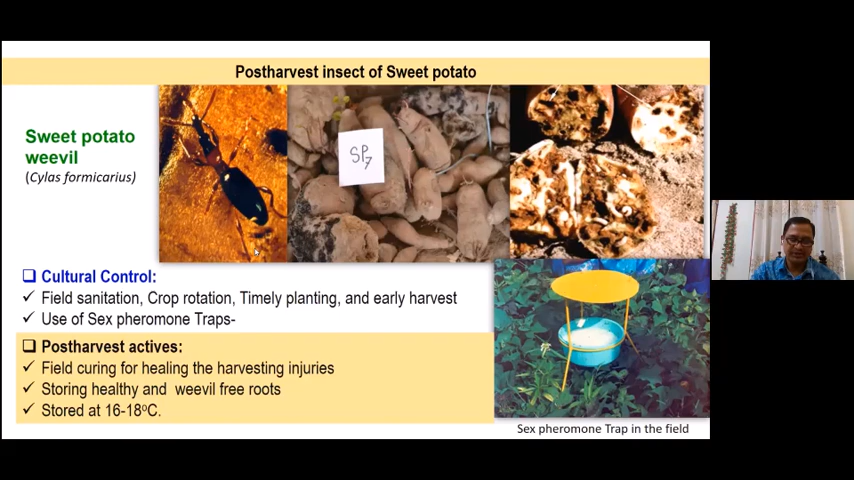 Postharvest insect of Sweet potato
Sweet potato
weevil
(Cylas formicarius)
SP7
❑ Cultural Control:
✓ Field sanitation, Crop rotation, Timely planting, and early harvest
✓ Use of Sex pheromone Traps-
❑ Postharvest actives:
✓ Field curing for healing the harvesting injuries
✓ Storing healthy and weevil free roots
✓ Stored at 16-18⁰C.
Sex pheromone Trap in the field